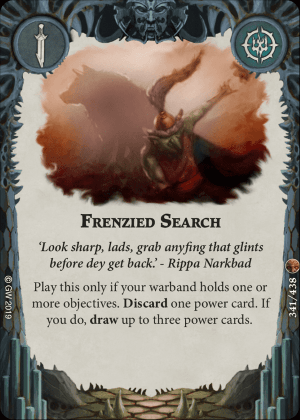 FRENZIED SEARCH
‘Look sharp, lads, grab anyfing that glints
before dey get back.’ - Rippa Narkbad
Play this only if your warband holds one or
more objectives. Discard one power card. If
you do, draw up to three power cards.
© GW 2019
341/438